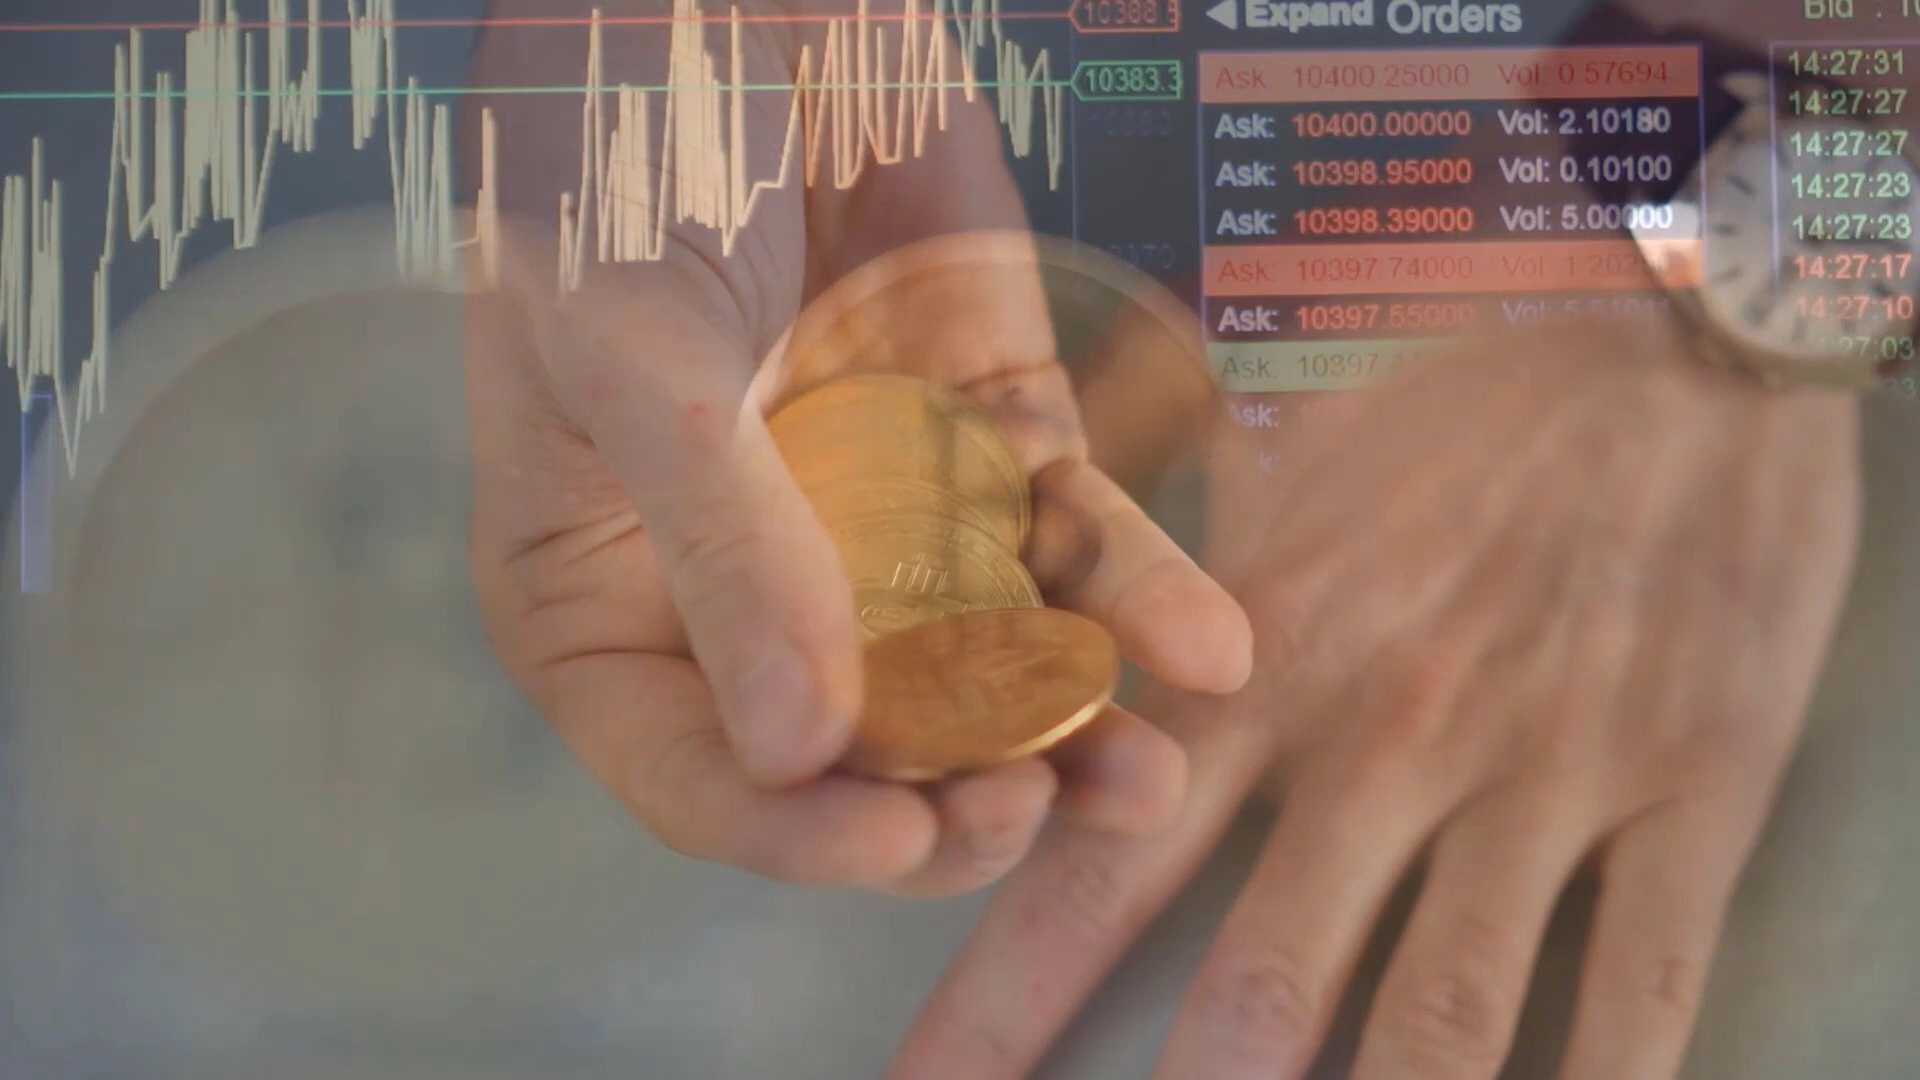 10388.5
10383.3
Expand Orders
Ask: 10400.25000 Vol: 0.57694
Ask: 10400.00000 Vol: 2.10180
Ask: 10398.95000 Vol: 0.10100
Ask: 10398.39000 Vol: 5.00000
Ask: 10397.74000 Vol:
Ask: 10397.55000 Vol:
Ask:
Ask:
Bid :
14:27:31
14:27:27
14:27:27
14:27:23
14:27:23
14:27:17
14:27:10